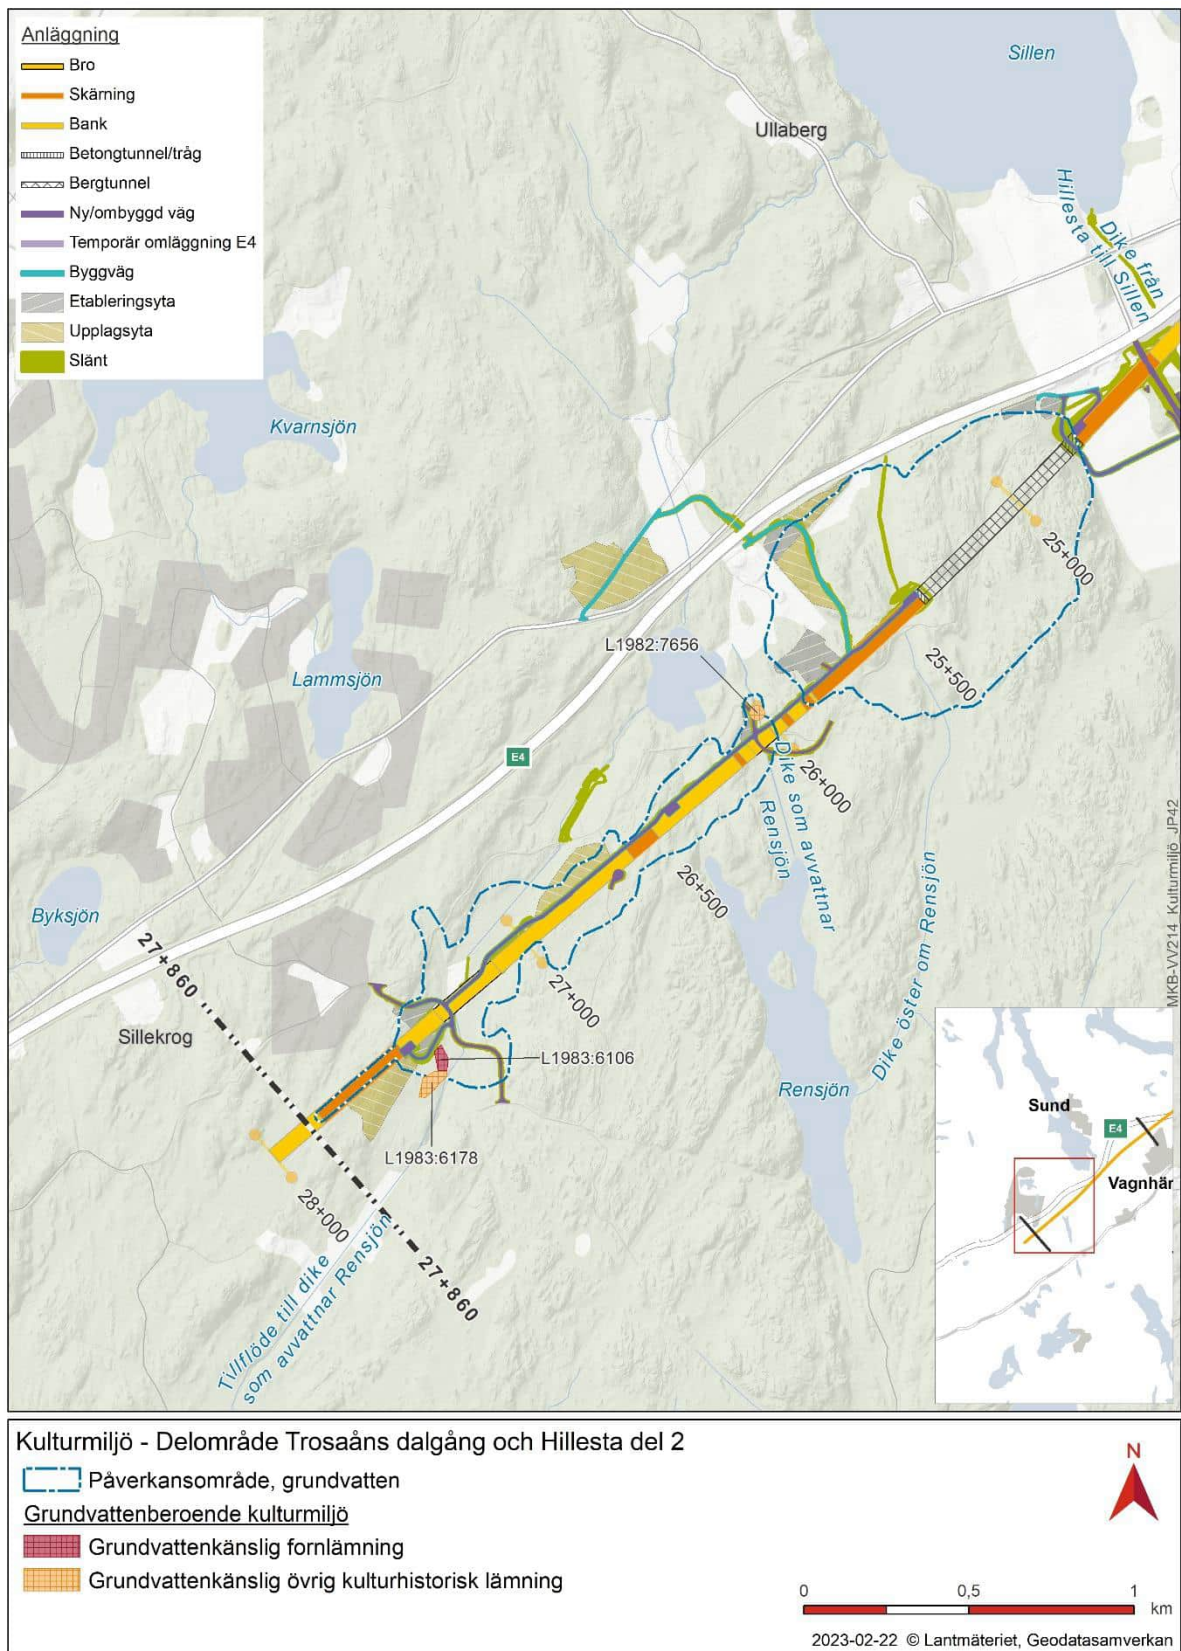 Anläggning
Bro
Skärning
Bank
Betongtunnel/tråg
Bergtunnel
Ny/ombyggd väg
Temporär omläggning E4
Byggväg
Etableringsyta
Upplagsyta
Slänt
Sillen
Ullaberg
Dike från
Hillesta till Sillen
Kvarnsjön
25+000
L1982:7656
25+500
Lammsjön
E4
26+000
Dike som avvattnar
Rensjön
26+500
Byksjön
27+860
27+000
Sillekrog
L1983:6106
Dike öster om Rensjön
Rensjön
L1983:6178
28+000
27+860
Tillflöde till dike
som avvattnar Rensjön
MKB-VV214 Kulturmiljö JP42
Sund
E4
Vagnhär
Kulturmiljö - Delområde Trosaåns dalgång och Hillesta del 2
Påverkansområde, grundvatten
Grundvattenberoende kulturmiljö
Grundvattenkänslig fornlämning
Grundvattenkänslig övrig kulturhistorisk lämning
N
0 0,5 1
km
2023-02-22 © Lantmäteriet, Geodatasamverkan